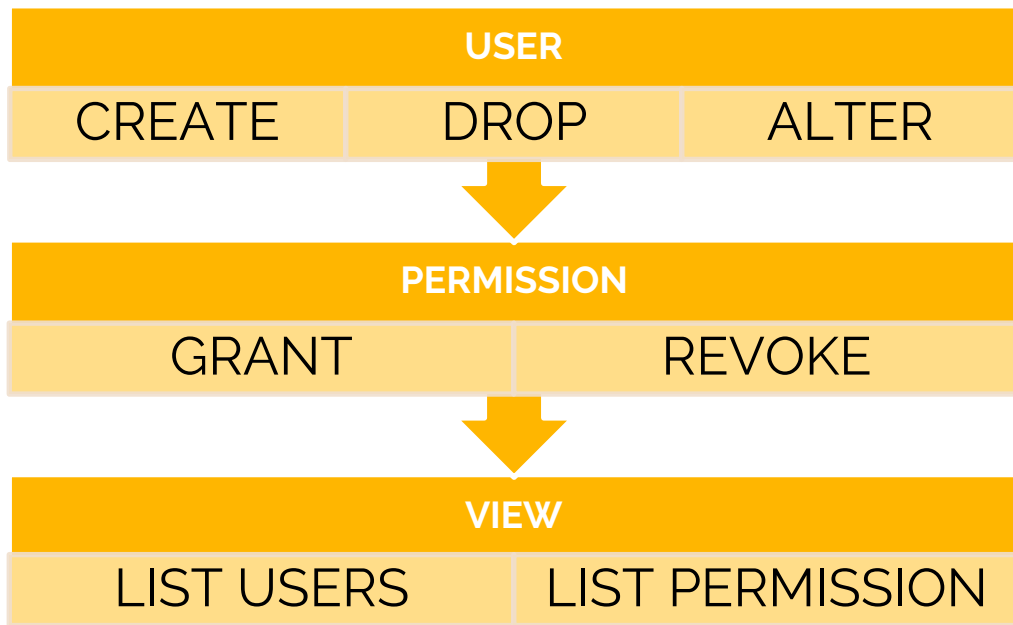 USER
CREATE DROP ALTER
PERMISSION
GRANT REVOKE
VIEW
LIST USERS LIST PERMISSION